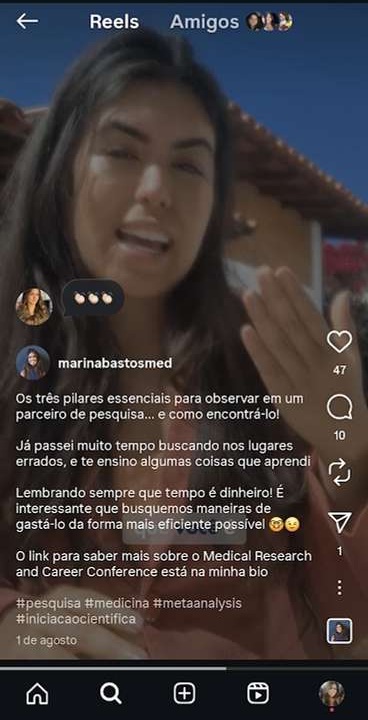 Reels Amigos
marinabastosmed
Os três pilares essenciais para observar em um
parceiro de pesquisa... e como encontrá-lo!
Já passei muito tempo buscando nos lugares
errados, e te ensino algumas coisas que aprendi
Lembrando sempre que tempo é dinheiro! É
interessante que busquemos maneiras de
gastá-lo da forma mais eficiente possível 🤓😉
O link para saber mais sobre o Medical Research
and Career Conference está na minha bio
#pesquisa #medicina #metaanalysis
#iniciacaocientifica
1 de agosto
47
10
1